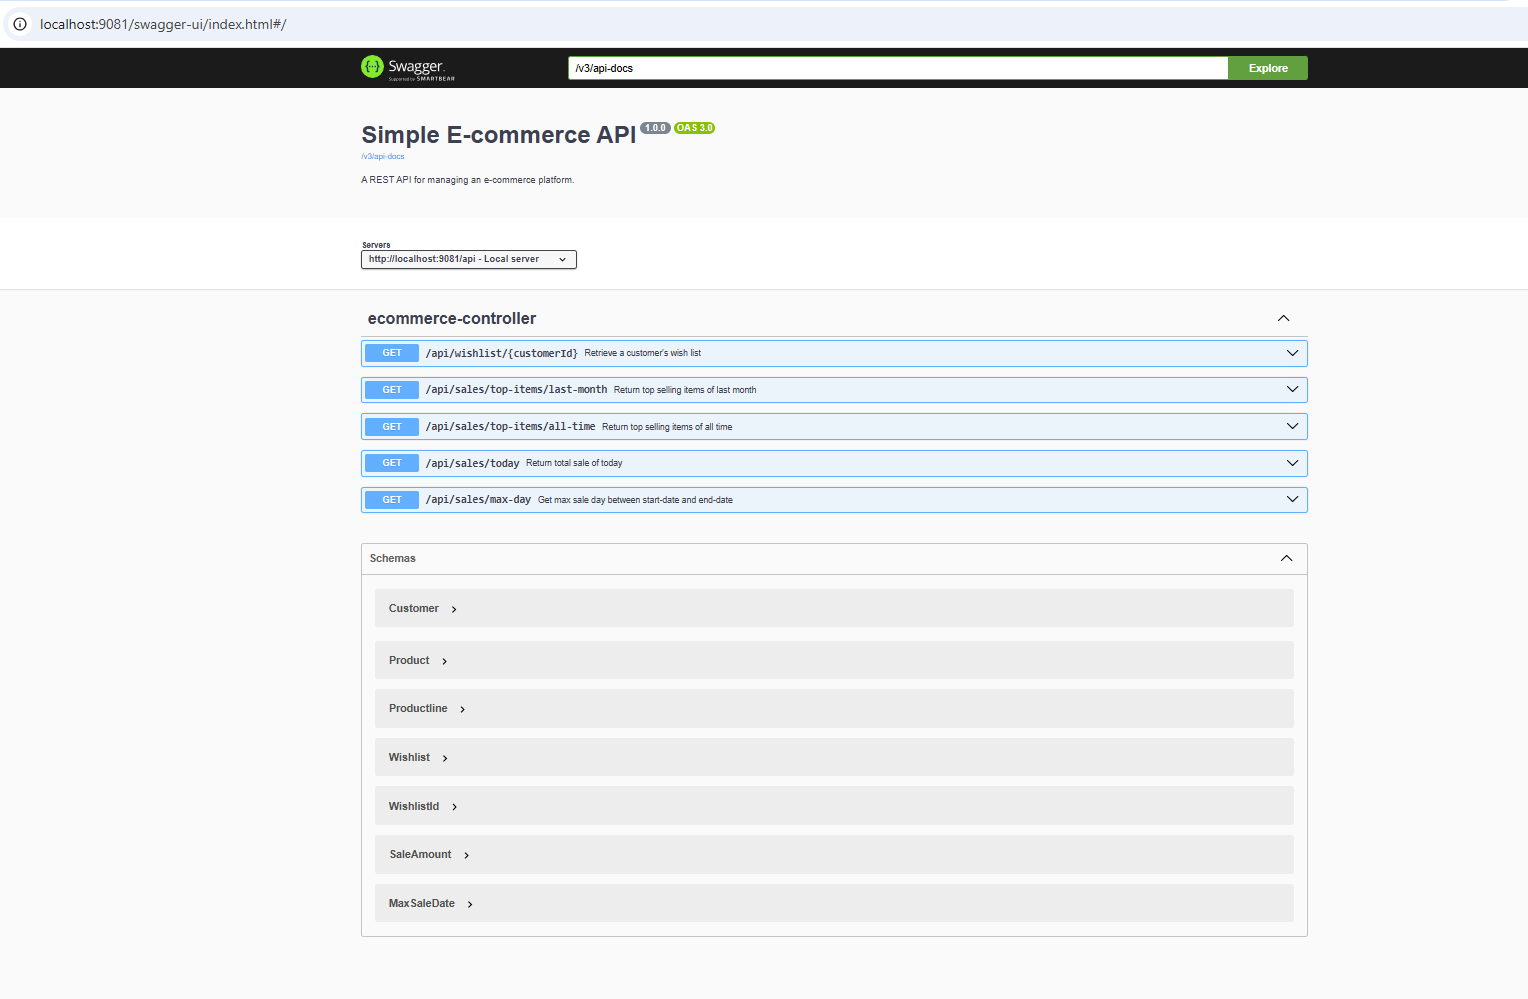 localhost:9081/swagger-ui/index.html#/
{···} Swagger.
Supported by SMARTBEAR
/v3/api-docs
Explore
Simple E-commerce API 1.0.0 OAS 3.0
/v3/api-docs
A REST API for managing an e-commerce platform.
Servers
http://localhost:9081/api - Local server
ecommerce-controller
GET /api/wishlist/{customerId} Retrieve a customer's wish list
GET /api/sales/top-items/last-month Return top selling items of last month
GET /api/sales/top-items/all-time Return top selling items of all time
GET /api/sales/today Return total sale of today
GET /api/sales/max-day Get max sale day between start-date and end-date
Schemas
Customer
Product
Productline
Wishlist
WishlistId
SaleAmount
MaxSaleDate